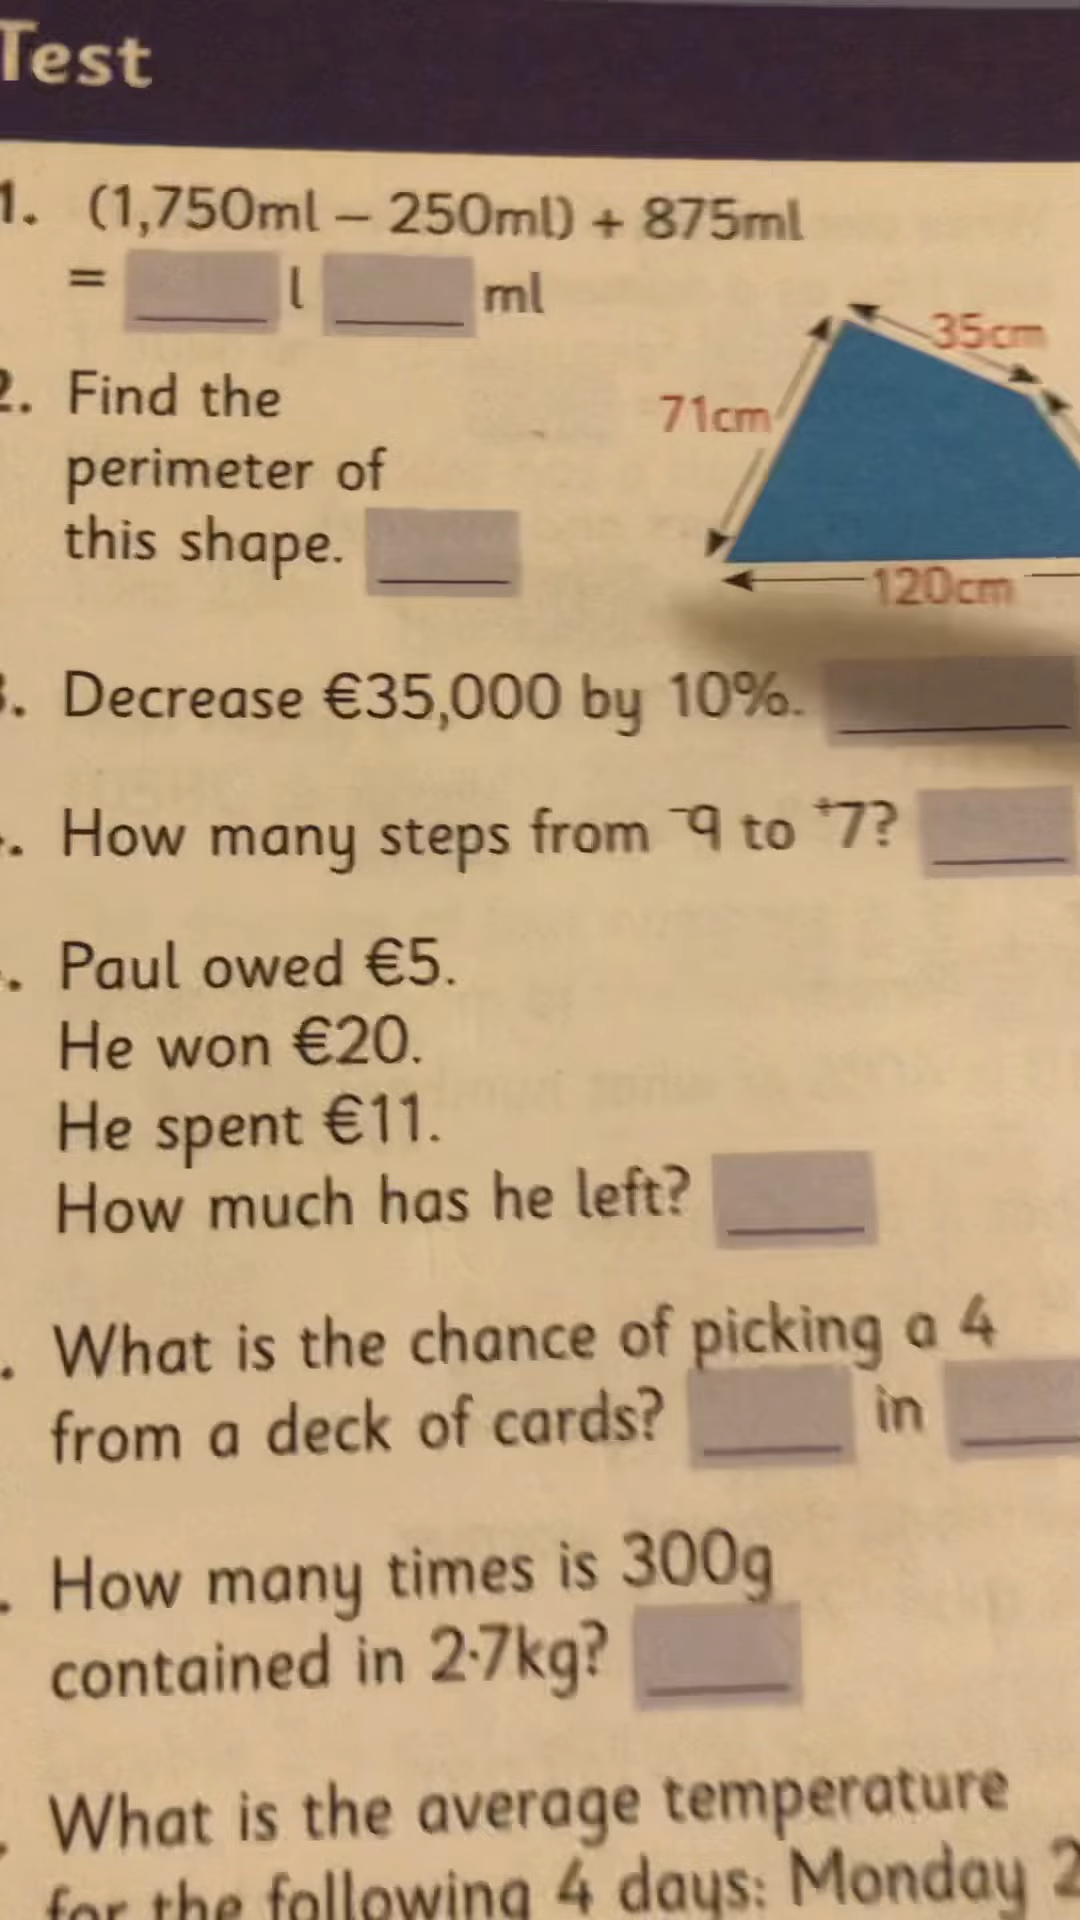 Test
1. (1,750ml – 250ml) + 875ml
= l ml
35cm
2. Find the
71cm
perimeter of
this shape.
120cm
3. Decrease €35,000 by 10%.
. How many steps from ⁻9 to ⁺7?
. Paul owed €5.
He won €20.
He spent €11.
How much has he left?
. What is the chance of picking a 4
from a deck of cards? in
. How many times is 300g
contained in 2·7kg?
What is the average temperature
for the following 4 days: Monday 2